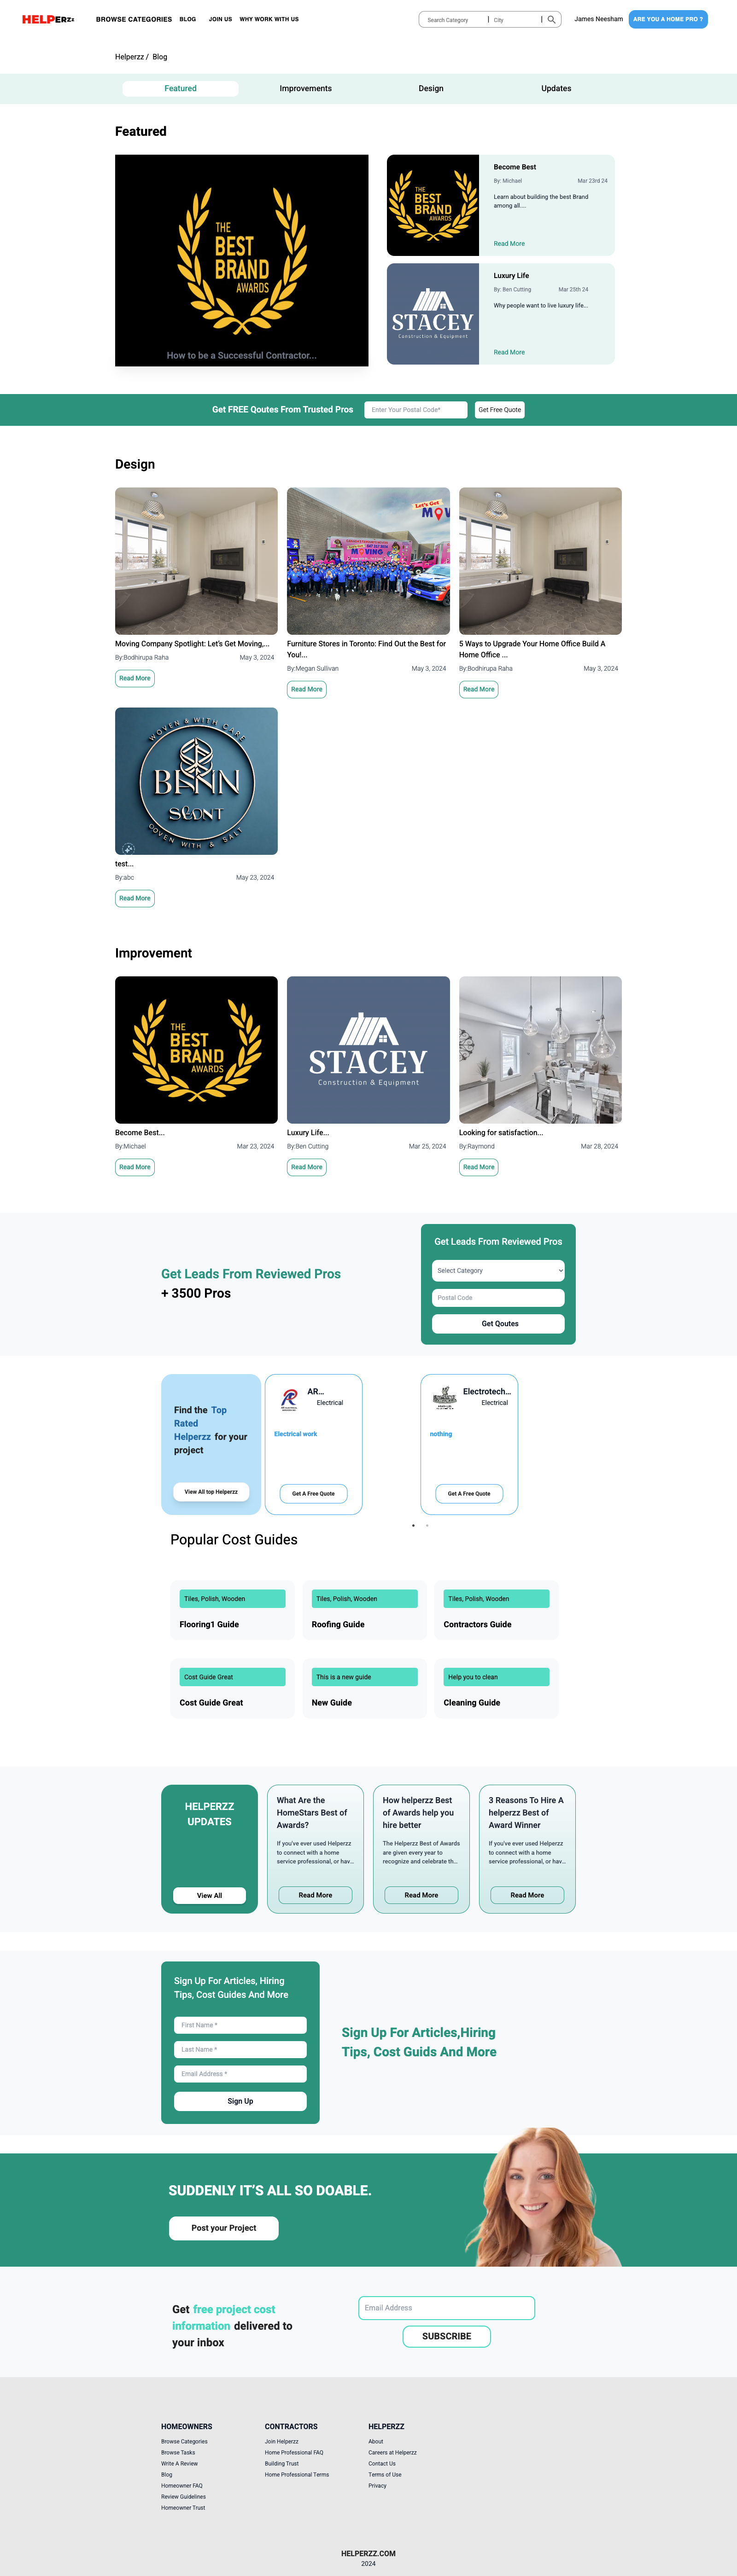 HELPERZz
BROWSE CATEGORIES
BLOG
JOIN US
WHY WORK WITH US
Search Category
City
James Neesham
ARE YOU A HOME PRO ?
Helperzz / Blog
Featured
Improvements
Design
Updates
Featured
THE
BEST
BRAND
AWARDS
How to be a Successful Contractor...
THE
BEST
BRAND
AWARDS
Become Best
By: Michael
Mar 23rd 24
Learn about building the best Brand
among all....
Read More
STACEY
Construction & Equipment
Luxury Life
By: Ben Cutting
Mar 25th 24
Why people want to live luxury life...
Read More
Get FREE Qoutes From Trusted Pros
Enter Your Postal Code*
Get Free Quote
Design
Let's Get
MOVING
Moving Company Spotlight: Let's Get Moving,...
By:Bodhirupa Raha
May 3, 2024
Read More
Furniture Stores in Toronto: Find Out the Best for
You!...
By:Megan Sullivan
May 3, 2024
Read More
5 Ways to Upgrade Your Home Office Build A
Home Office ...
By:Bodhirupa Raha
May 3, 2024
Read More
WOVEN & WITH CARE
test...
By:abc
May 23, 2024
Read More
Improvement
THE
BEST
BRAND
AWARDS
Become Best...
By:Michael
Mar 23, 2024
Read More
STACEY
Construction & Equipment
Luxury Life...
By:Ben Cutting
Mar 25, 2024
Read More
Looking for satisfaction...
By:Raymond
Mar 28, 2024
Read More
Get Leads From Reviewed Pros
+ 3500 Pros
Get Leads From Reviewed Pros
Select Category
Postal Code
Get Qoutes
Find the Top
Rated
Helperzz for your
project
View All top Helperzz
AR...
Electrical
Electrical work
Get A Free Quote
Electrotech...
Electrical
nothing
Get A Free Quote
Popular Cost Guides
Tiles, Polish, Wooden
Flooring1 Guide
Tiles, Polish, Wooden
Roofing Guide
Tiles, Polish, Wooden
Contractors Guide
Cost Guide Great
Cost Guide Great
This is a new guide
New Guide
Help you to clean
Cleaning Guide
HELPERZZ
UPDATES
View All
What Are the
HomeStars Best of
Awards?
If you've ever used Helperzz
to connect with a home
service professional, or hav...
Read More
How helperzz Best
of Awards help you
hire better
The Helperzz Best of Awards
are given every year to
recognize and celebrate th...
Read More
3 Reasons To Hire A
helperzz Best of
Award Winner
If you've ever used Helperzz
to connect with a home
service professional, or hav...
Read More
Sign Up For Articles, Hiring
Tips, Cost Guides And More
First Name *
Last Name *
Email Address *
Sign Up
Sign Up For Articles,Hiring
Tips, Cost Guids And More
SUDDENLY IT'S ALL SO DOABLE.
Post your Project
Get free project cost
information delivered to
your inbox
Email Address
SUBSCRIBE
HOMEOWNERS
Browse Categories
Browse Tasks
Write A Review
Blog
Homeowner FAQ
Review Guidelines
Homeowner Trust
CONTRACTORS
Join Helperzz
Home Professional FAQ
Building Trust
Home Professional Terms
HELPERZZ
About
Careers at Helperzz
Contact Us
Terms of Use
Privacy
HELPERZZ.COM
2024